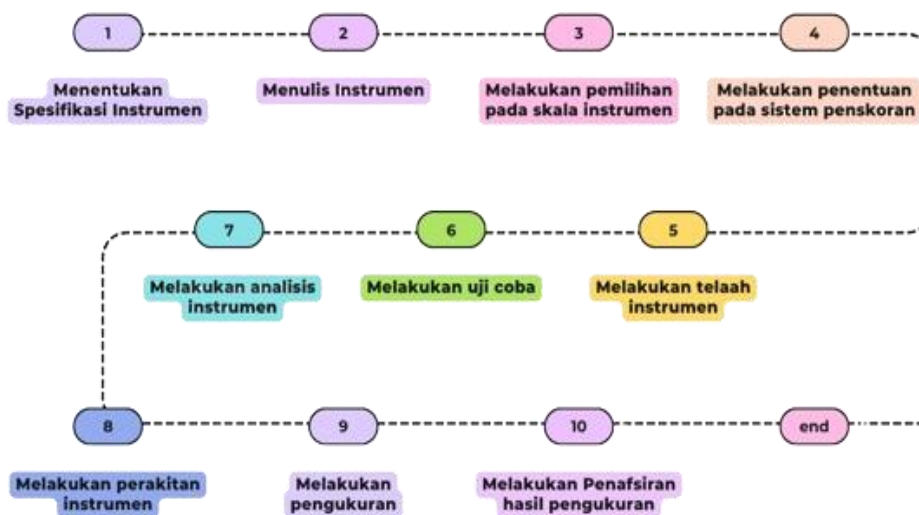 1
2
3
4
Menentukan
Spesifikasi Instrumen
Menulis Instrumen
Melakukan pemilihan
pada skala instrumen
Melakukan penentuan
pada sistem penskoran
7
6
5
Melakukan analisis
instrumen
Melakukan uji coba
Melakukan telaah
instrumen
8
9
10
end
Melakukan perakitan
instrumen
Melakukan
pengukuran
Melakukan Penafsiran
hasil pengukuran